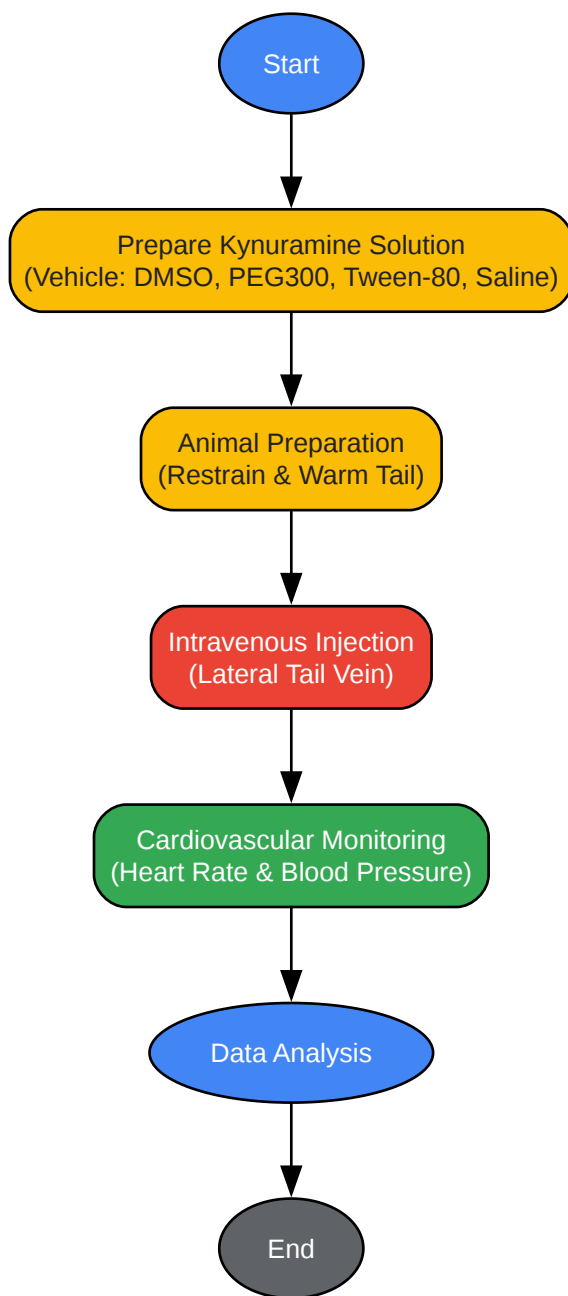 Start
Prepare Kynuramine Solution
(Vehicle: DMSO, PEG300, Tween-80, Saline)
Animal Preparation
(Restrain & Warm Tail)
Intravenous Injection
(Lateral Tail Vein)
Cardiovascular Monitoring
(Heart Rate & Blood Pressure)
Data Analysis
End